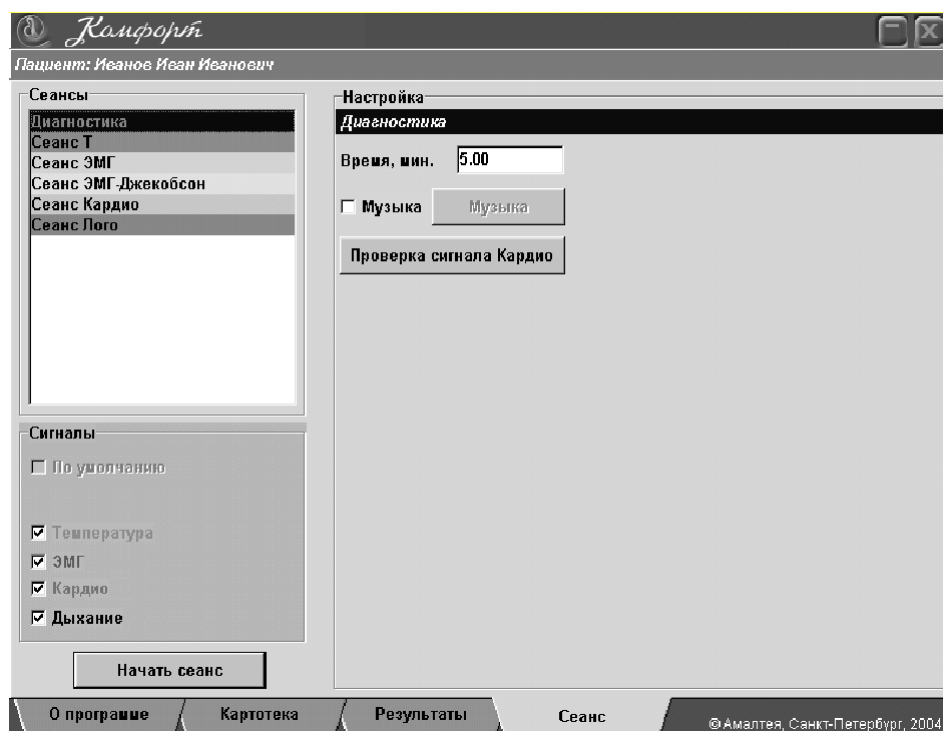 Комфорт
Пациент: Иванов Иван Иванович
Сеансы
Диагностика
Сеанс Т
Сеанс ЭМГ
Сеанс ЭМГ-Джекобсон
Сеанс Кардио
Сеанс Лого
Сигналы
По умолчанию
Температура
ЭМГ
Кардио
Дыхание
Начать сеанс
Настройка
Диагностика
Время, мин. 5.00
Музыка Музыка
Проверка сигнала Кардио
О программе Картотека Результаты Сеанс © Амалтея, Санкт-Петербург, 2004